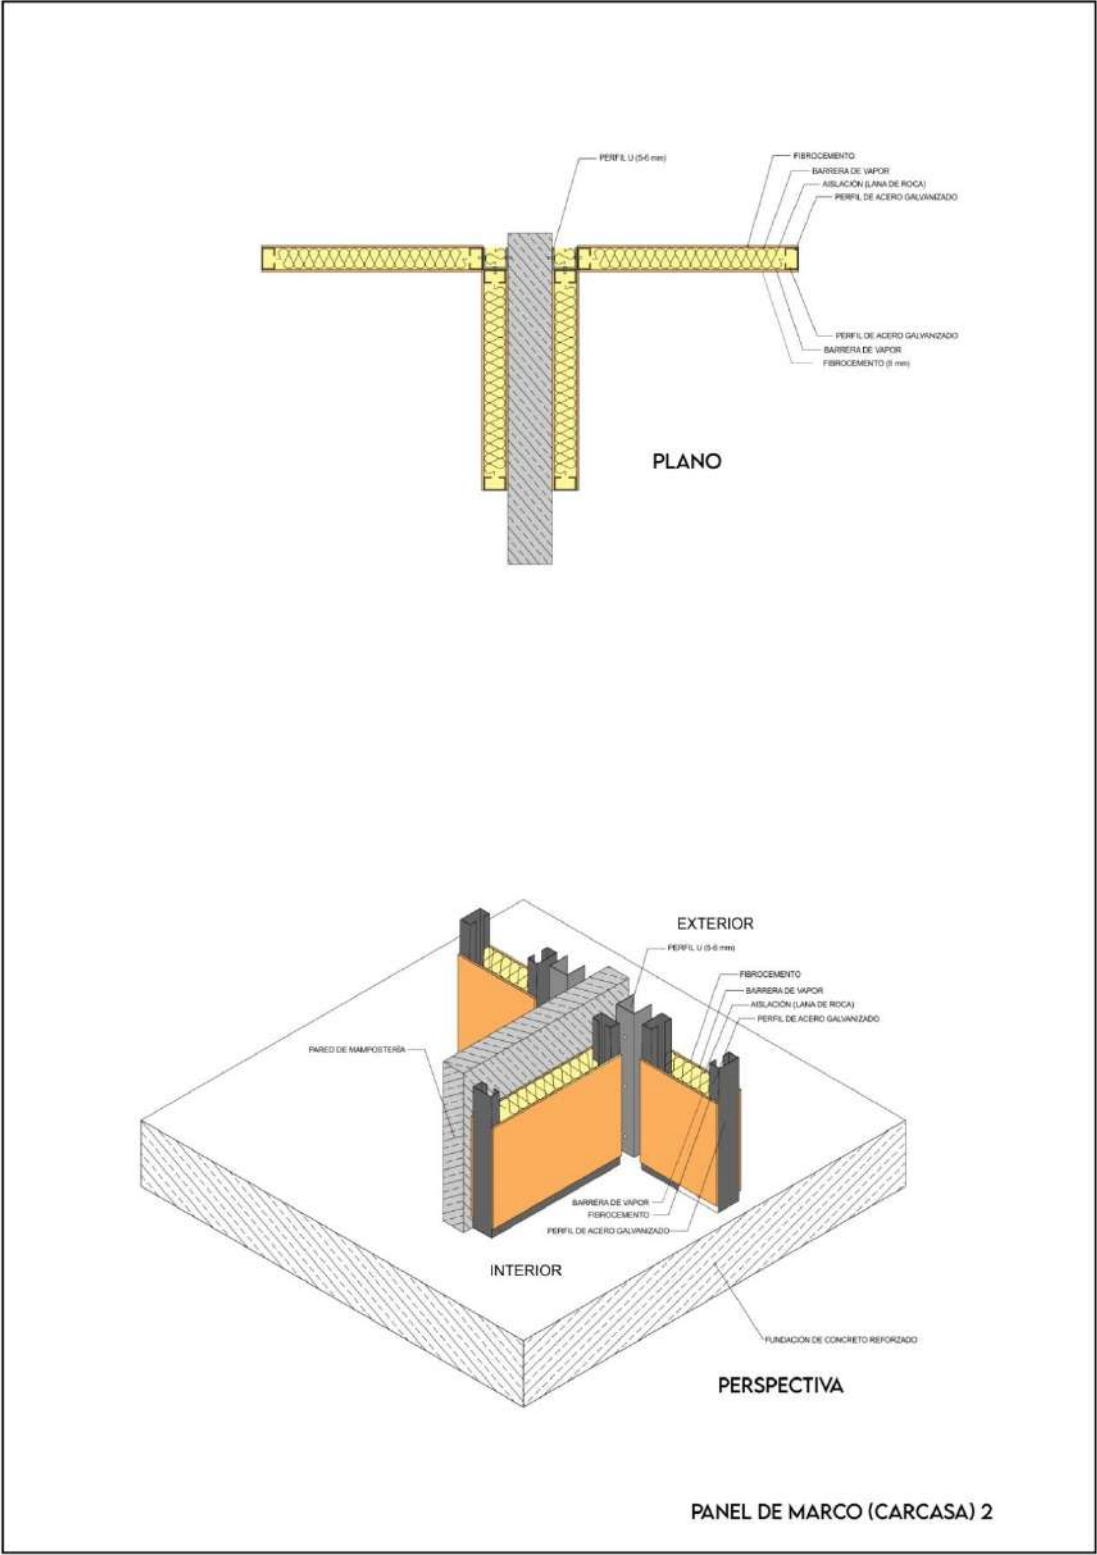 PERFIL U (5-6 mm)
FIBROCEMENTO
BARRERA DE VAPOR
AISLACIÓN (LANA DE ROCA)
PERFIL DE ACERO GALVANIZADO
PERFIL DE ACERO GALVANIZADO
BARRERA DE VAPOR
FIBROCEMENTO (8 mm)
PLANO
EXTERIOR
PERFIL U (5-6 mm)
FIBROCEMENTO
BARRERA DE VAPOR
AISLACIÓN (LANA DE ROCA)
PERFIL DE ACERO GALVANIZADO
PARED DE MAMPOSTERÍA
BARRERA DE VAPOR
FIBROCEMENTO
PERFIL DE ACERO GALVANIZADO
INTERIOR
FUNDACIÓN DE CONCRETO REFORZADO
PERSPECTIVA
PANEL DE MARCO (CARCASA) 2